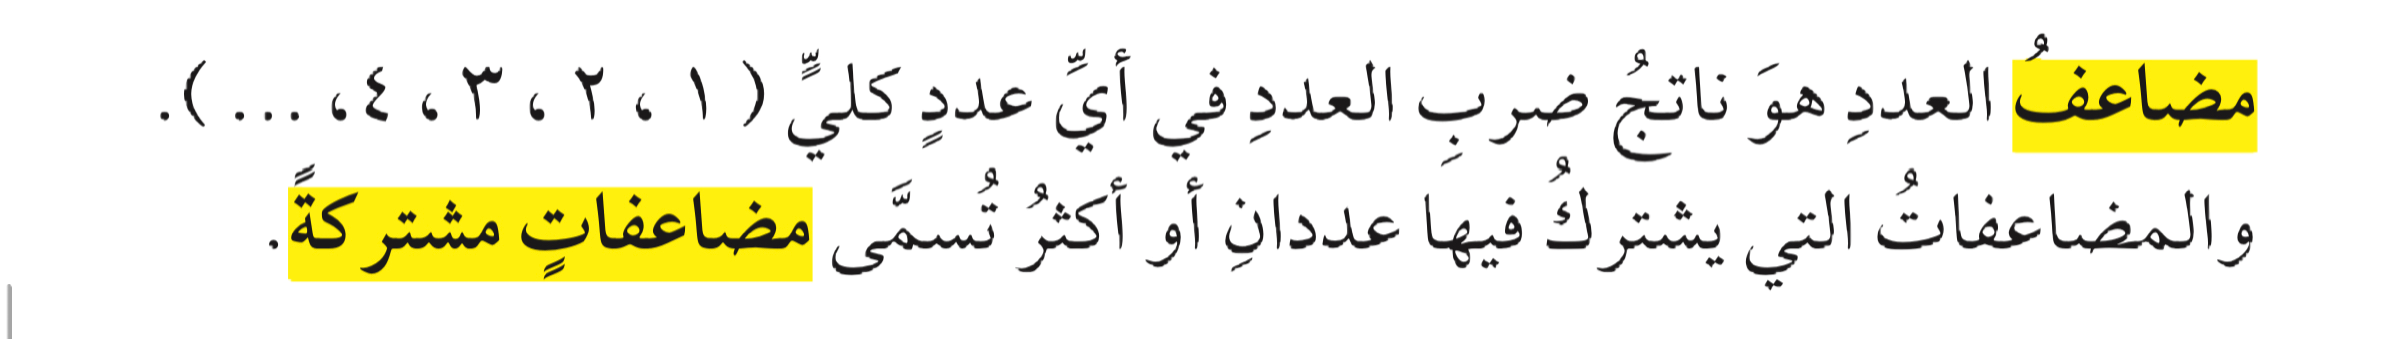 مضاعفُ العددِ هوَ ناتجُ ضربِ العددِ في أيِّ عددٍ كليٍّ ( ١ ، ٢ ، ٣ ، ٤ ، ... ).
والمضاعفاتُ التي يشتركُ فيها عددانِ أو أكثرُ تُسمَّى مضاعفاتٍ مشتركةً.